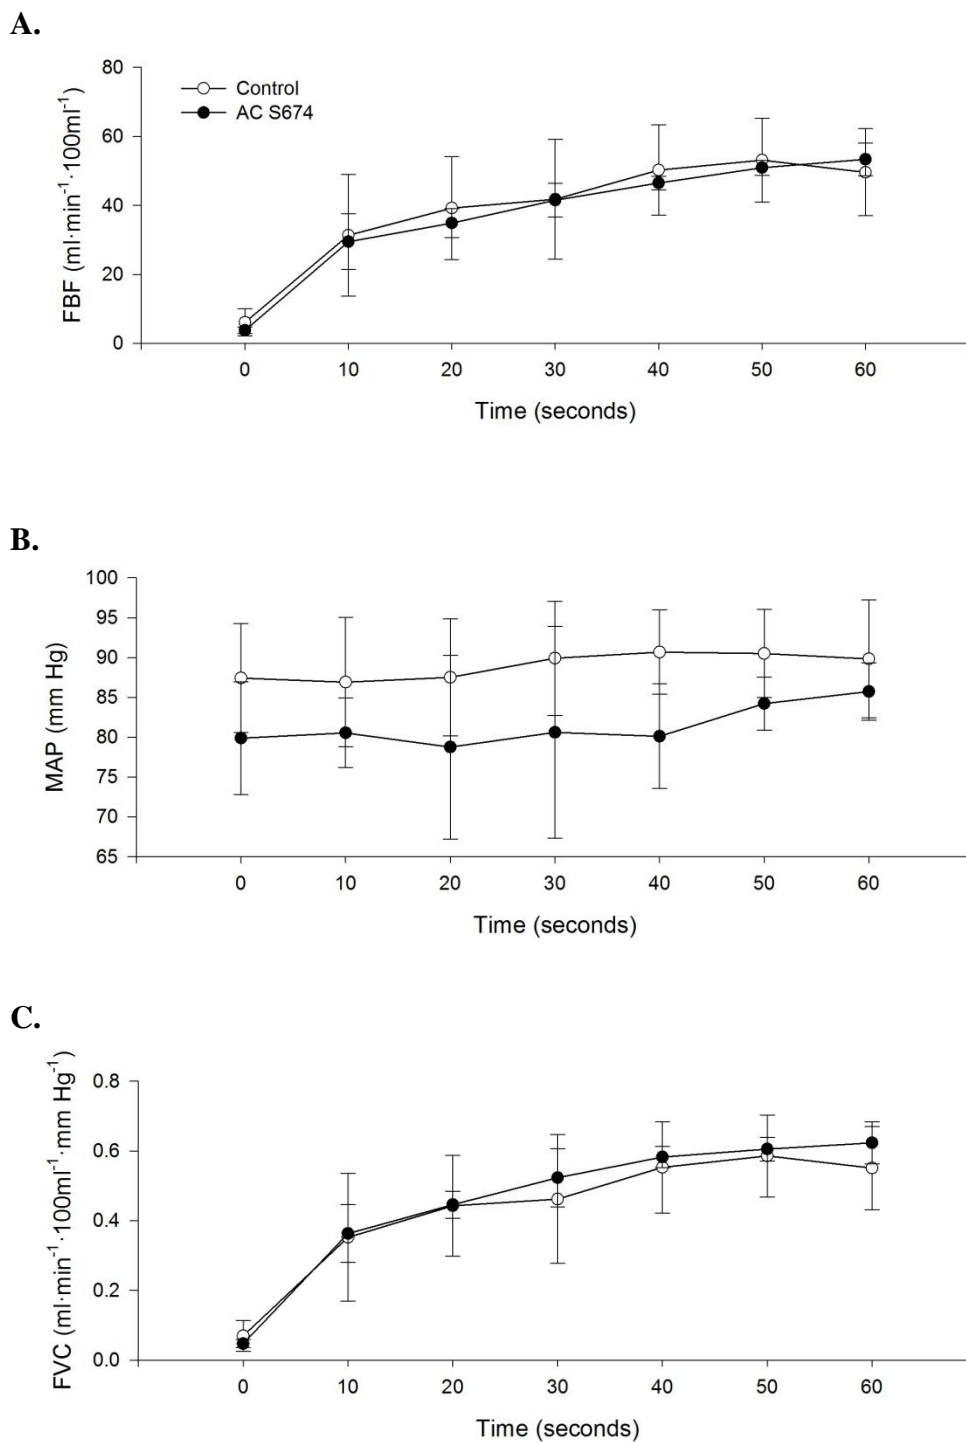 A.
FBF (ml·min⁻¹·100ml⁻¹)
80
60
40
20
0
Control
AC S674
0 10 20 30 40 50 60
Time (seconds)
B.
MAP (mm Hg)
100
95
90
85
80
75
70
65
0 10 20 30 40 50 60
Time (seconds)
C.
FVC (ml·min⁻¹·100ml⁻¹·mm Hg⁻¹)
0.8
0.6
0.4
0.2
0.0
0 10 20 30 40 50 60
Time (seconds)